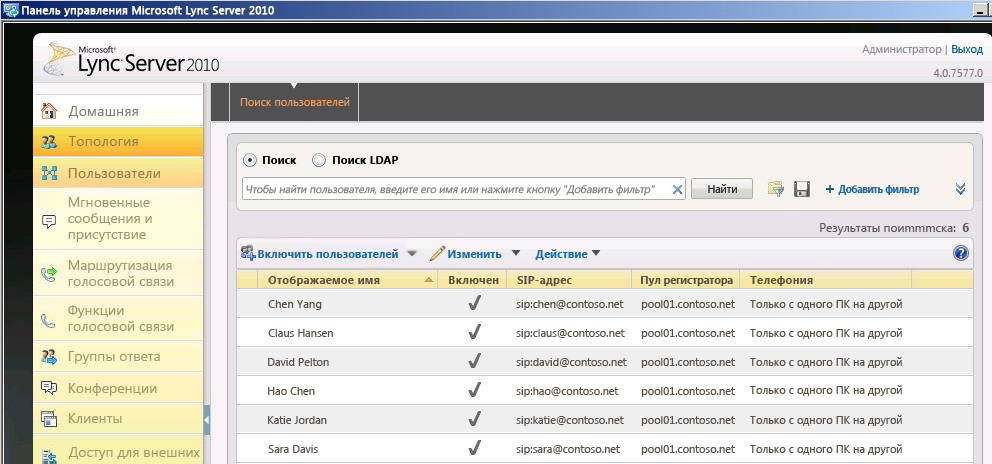 Панель управления Microsoft Lync Server 2010
Microsoft®
Lync Server 2010
Администратор | Выход
4.0.7577.0
Домашняя
Топология
Пользователи
Мгновенные
сообщения и
присутствие
Маршрутизация
голосовой связи
Функции
голосовой связи
Группы ответа
Конференции
Клиенты
Доступ для внешних
Поиск пользователей
Поиск Поиск LDAP
Чтобы найти пользователя, введите его имя или нажмите кнопку "Добавить фильтр"
Найти
Добавить фильтр
Результаты поиmmmска: 6
Включить пользователей Изменить Действие
Отображаемое имя Включен SIP-адрес Пул регистратора Телефония
Chen Yang sip:chen@contoso.net pool01.contoso.net Только с одного ПК на другой
Claus Hansen sip:claus@contoso.net pool01.contoso.net Только с одного ПК на другой
David Pelton sip:david@contoso.net pool01.contoso.net Только с одного ПК на другой
Hao Chen sip:hao@contoso.net pool01.contoso.net Только с одного ПК на другой
Katie Jordan sip:katie@contoso.net pool01.contoso.net Только с одного ПК на другой
Sara Davis sip:sara@contoso.net pool01.contoso.net Только с одного ПК на другой